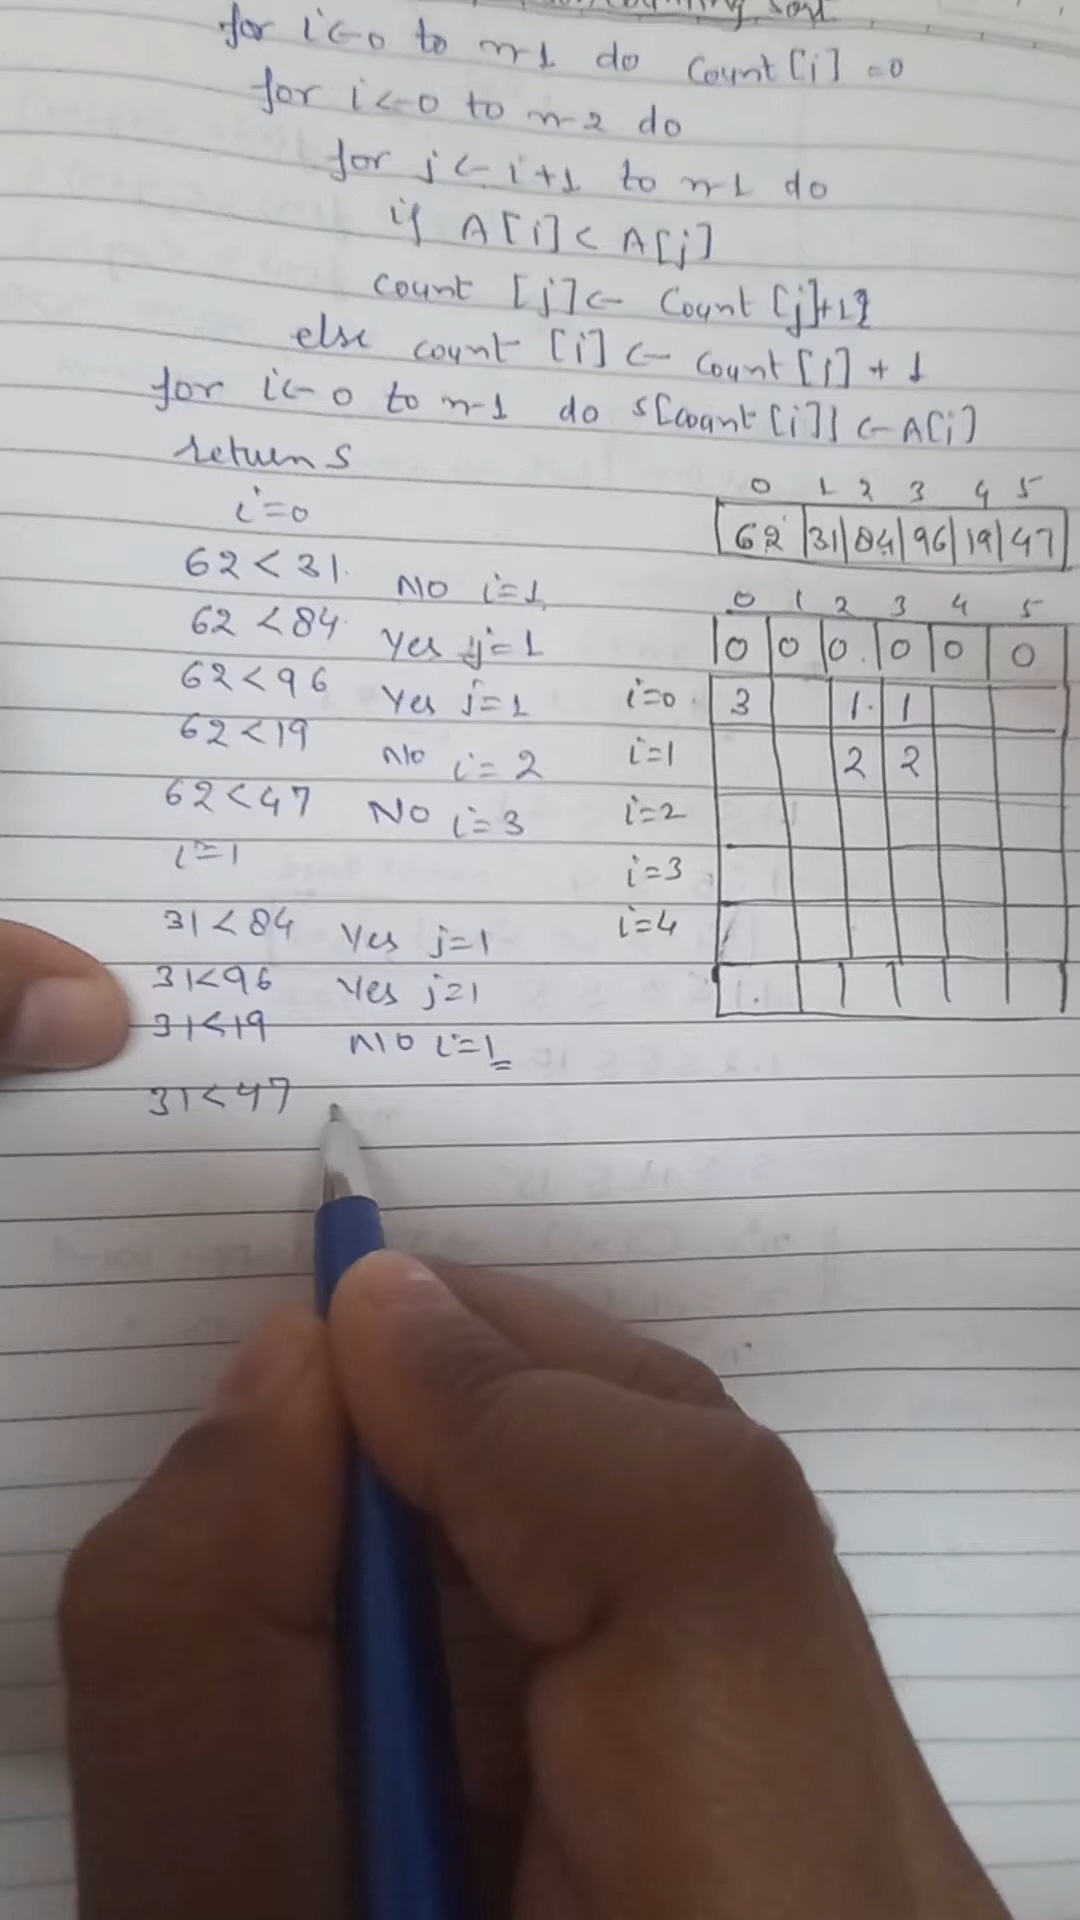 sort
for i<-0 to n-1 do Count[i] =0
for i<-0 to n-2 do
for j<-i+1 to n-1 do
if A[i]< A[j]
count [j]<- Count [j]+1
else count [i] <- Count[i] + 1
for i<-0 to n-1 do S[Count[i]] <- A[i]
return S
i=0
62<31 No i=1
62<84 Yes j=1
62<96 Yes j=1
62<19 No i=2
62<47 No i=3
i=1
31<84 Yes j=1
31<96 Yes j=1
31<19 No i=1
31<47
0 1 2 3 4 5
62 31 84 96 19 47
0 1 2 3 4 5
0 0 0 0 0 0
i=0 3 1 1
i=1 2 2
i=2
i=3
i=4